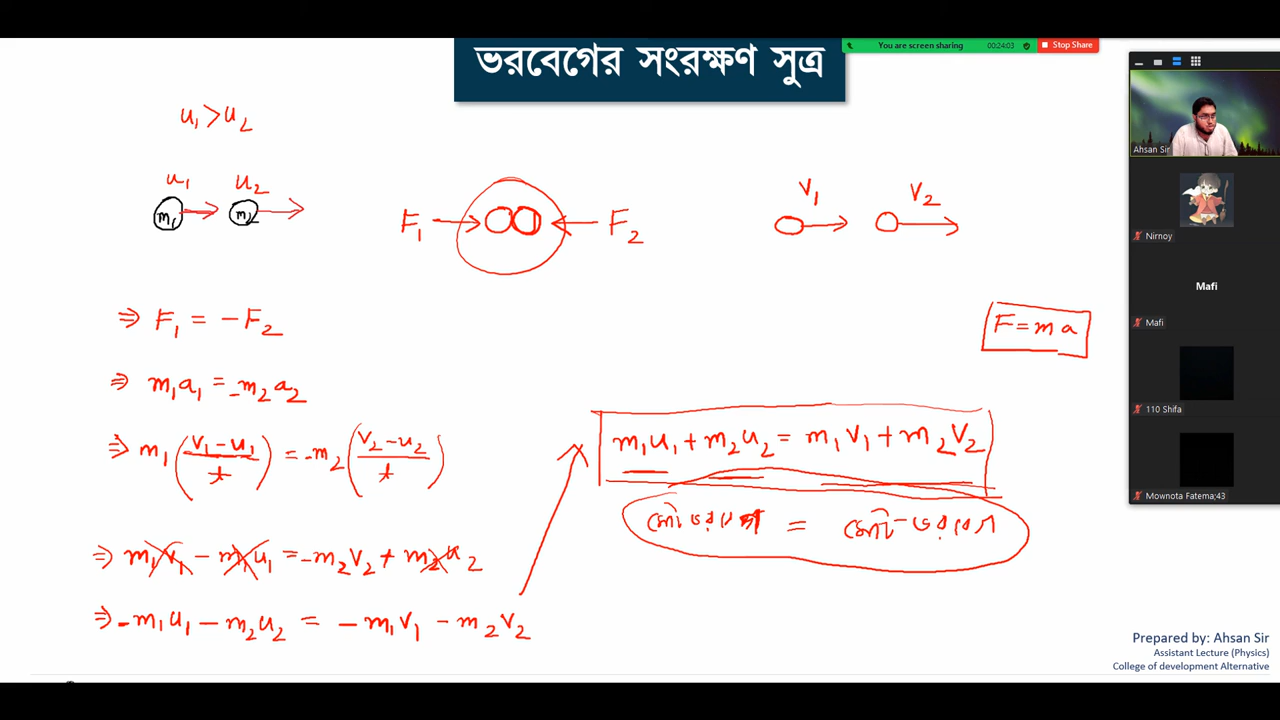 ভরবেগের সংরক্ষণ সুত্র
You are screen sharing
00:24:03
Stop Share
u₁>u₂
u₁ u₂
m₁ m₂
F₁ F₂
v₁ v₂
Ahsan Sir
Nirnoy
Mafi
Mafi
110 Shifa
Mownota Fatema;43
⇒ F₁ = -F₂
F = ma
⇒ m₁a₁ = -m₂a₂
⇒ m₁((v₁-u₁)/t) = -m₂((v₂-u₂)/t)
m₁u₁ + m₂u₂ = m₁v₁ + m₂v₂
=
⇒ m₁v₁ - m₁u₁ = -m₂v₂ + m₂u₂
⇒ -m₁u₁ - m₂u₂ = -m₁v₁ - m₂v₂
Prepared by: Ahsan Sir
Assistant Lecture (Physics)
College of development Alternative